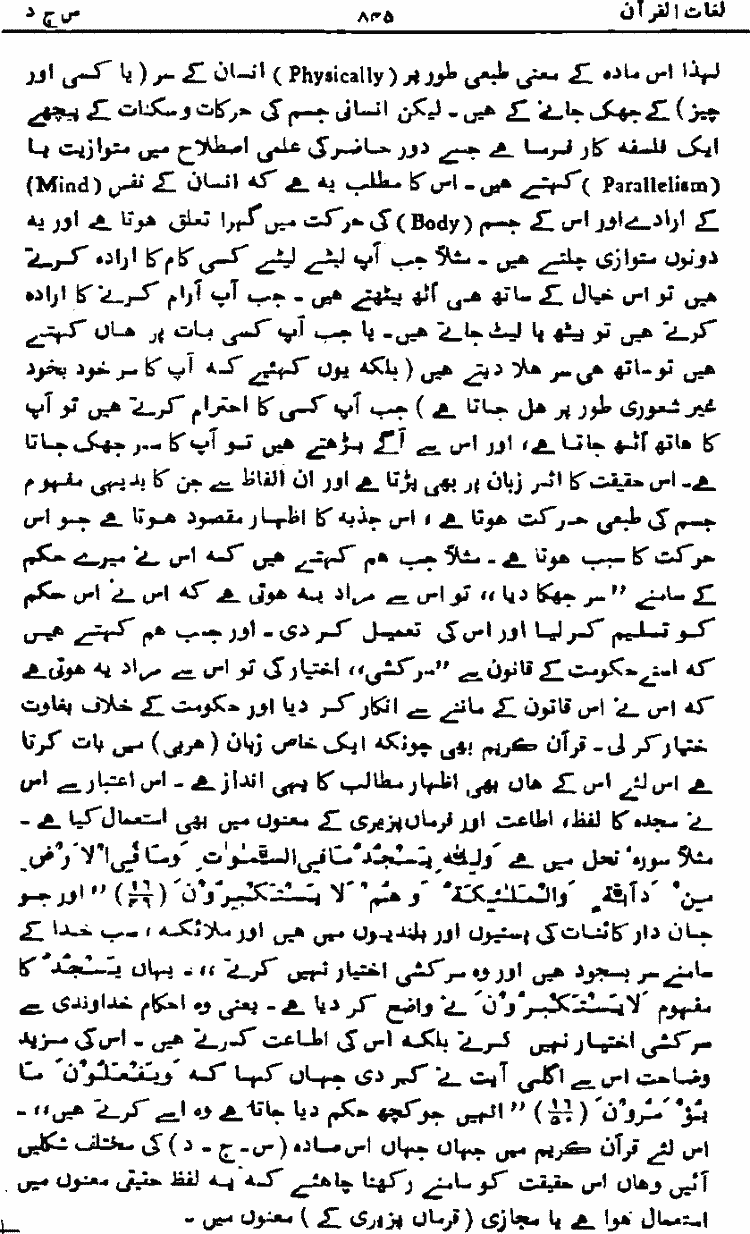 لغات القرآن ۸۳۵ س ج د
لہذا اس مادہ کے معنی طبعی طور پر (Physically) انسان کے سر (یا کسی اور
چیز) کے جھک جانے کے ہیں۔ لیکن انسانی جسم کی حرکات و سکنات کے پیچھے
ایک فلسفہ کار فرما ہے جسے دور حاضر کی علمی اصطلاح میں متوازیت یا
(Parallelism) کہتے ہیں۔ اس کا مطلب یہ ہے کہ انسان کے نفس (Mind)
کے ارادے اور اس کے جسم (Body) کی حرکت میں گہرا تعلق ہوتا ہے اور یہ
دونوں متوازی چلتے ہیں۔ مثلاً جب آپ لیٹے لیٹے کسی کام کا ارادہ کرتے
ہیں تو اس خیال کے ساتھ ہی اٹھ بیٹھتے ہیں۔ جب آپ آرام کرنے کا ارادہ
کرتے ہیں تو بیٹھ یا لیٹ جاتے ہیں۔ یا جب آپ کسی بات پر ہاں کہتے
ہیں تو ساتھ ہی سر ہلا دیتے ہیں (بلکہ یوں کہئیے کہ آپ کا سر خود بخود
غیر شعوری طور پر ہل جاتا ہے) جب آپ کسی کا احترام کرتے ہیں تو آپ
کا ہاتھ اٹھ جاتا ہے، اور اس سے آگے بڑھتے ہیں تو آپ کا سر جھک جاتا
ہے۔ اس حقیقت کا اثر زبان پر بھی پڑتا ہے اور ان الفاظ سے جن کا بدیہی مفہوم
جسم کی طبعی حرکت ہوتا ہے، اس جذبہ کا اظہار مقصود ہوتا ہے جو اس
حرکت کا سبب ہوتا ہے۔ مثلاً جب ہم کہتے ہیں کہ اس نے میرے حکم
کے سامنے ”سر جھکا دیا“ تو اس سے مراد یہ ہوتی ہے کہ اس نے اس حکم
کو تسلیم کر لیا اور اس کی تعمیل کر دی۔ اور جب ہم کہتے ہیں
کہ اسنے حکومت کے قانون سے ”سرکشی“ اختیار کی تو اس سے مراد یہ ہوتی ہے
کہ اس نے اس قانون کے ماننے سے انکار کر دیا اور حکومت کے خلاف بغاوت
ختیار کر لی۔ قرآن کریم بھی چونکہ ایک خاص زبان (عربی) میں بات کرتا
ہے اس لئے اس کے ہاں بھی اظہار مطالب کا یہی انداز ہے۔ اس اعتبار سے اس
نے سجدہ کا لفظ، اطاعت اور فرماں پزیری کے معنوں میں بھی استعمال کیا ہے۔
مثلاً سورہٴ نحل میں ہے وَلِلّٰهِ يَسْجُدُ مَا فِي السَّمٰوٰتِ وَمَا فِي الْاَرْضِ
مِنْ دَآبَّةٍ وَالْمَلٰٓئِكَةُ وَ هُمْ لَا يَسْتَكْبِرُوْنَ (۱۶/۴۹) ”اور جو
جان دار کائنات کی پستیوں اور بلندیوں میں ہیں اور ملائکہ، سب خدا کے
سامنے سر بسجود ہیں اور وہ سرکشی اختیار نہیں کرتے“۔ یہاں يَسْجُدُ کا
مفہوم لَا يَسْتَكْبِرُوْنَ نے واضع کر دیا ہے۔ یعنی وہ احکام خداوندی سے
سرکشی اختیار نہیں کرتے بلکہ اس کی اطاعت کرتے ہیں۔ اس کی مزید
وضاحت اس سے اگلی آیت نے کر دی جہاں کہا کہ وَيَفْعَلُوْنَ مَا
يُؤْمَرُوْنَ (۱۶/۵۰) ”انہیں جو کچھ حکم دیا جاتا ہے وہ اسے کرتے ہیں“۔
اس لئے قرآن کریم میں جہاں جہاں اس مادہ (س۔ج۔د) کی مختلف شکلیں
آئیں وہاں اس حقیقت کو سامنے رکھنا چاہئے کہ یہ لفظ حقیقی معنوں میں
استعمال ہوا ہے یا مجازی (فرماں پزیری کے) معنوں میں۔